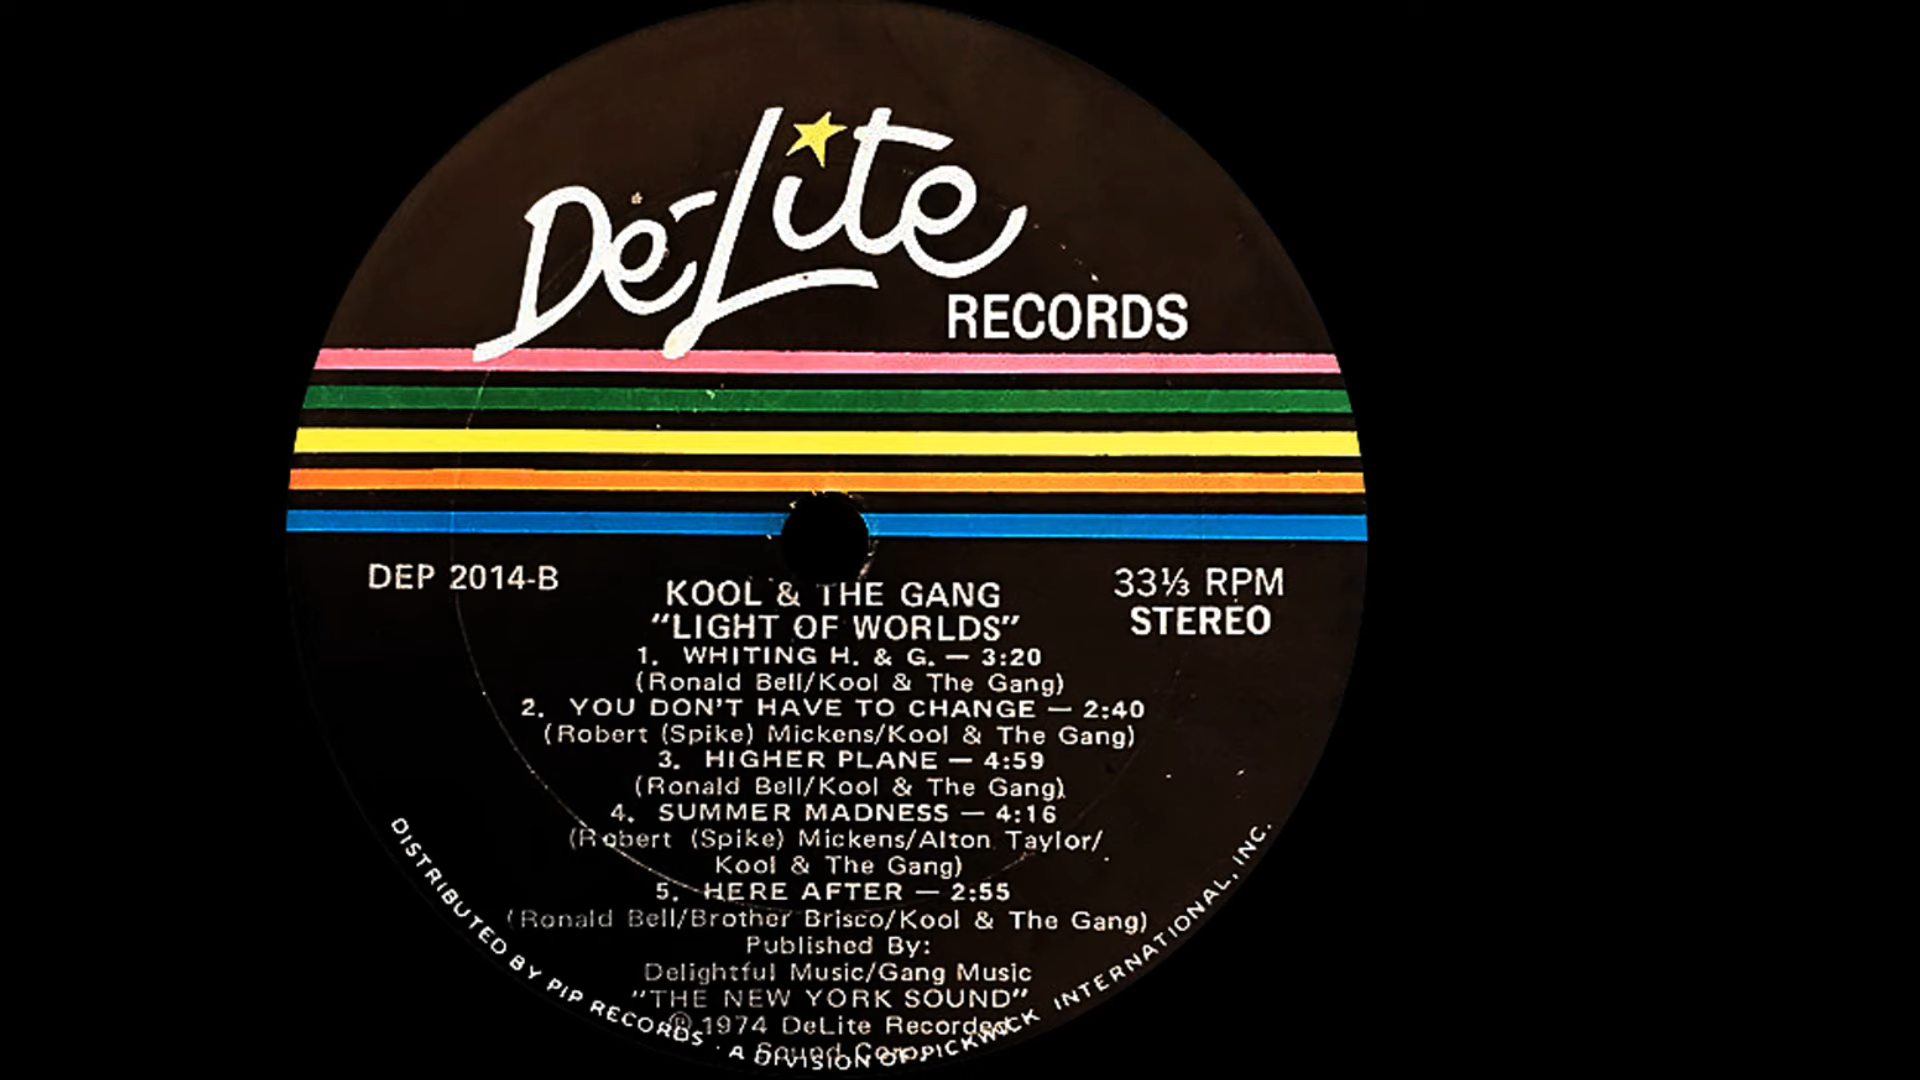 De-Lite
RECORDS
DEP 2014-B
33⅓ RPM
STEREO
KOOL & THE GANG
"LIGHT OF WORLDS"
1. WHITING H. & G. — 3:20
(Ronald Bell/Kool & The Gang)
2. YOU DON'T HAVE TO CHANGE — 2:40
(Robert (Spike) Mickens/Kool & The Gang)
3. HIGHER PLANE — 4:59
(Ronald Bell/Kool & The Gang)
4. SUMMER MADNESS — 4:16
(Robert (Spike) Mickens/Alton Taylor/
Kool & The Gang)
5. HERE AFTER — 2:55
(Ronald Bell/Brother Brisco/Kool & The Gang)
Published By:
Delightful Music/Gang Music
"THE NEW YORK SOUND"
℗ 1974 DeLite Recorded
Sound Corp.
DISTRIBUTED BY PIP RECORDS · A DIVISION OF PICKWICK INTERNATIONAL, INC.